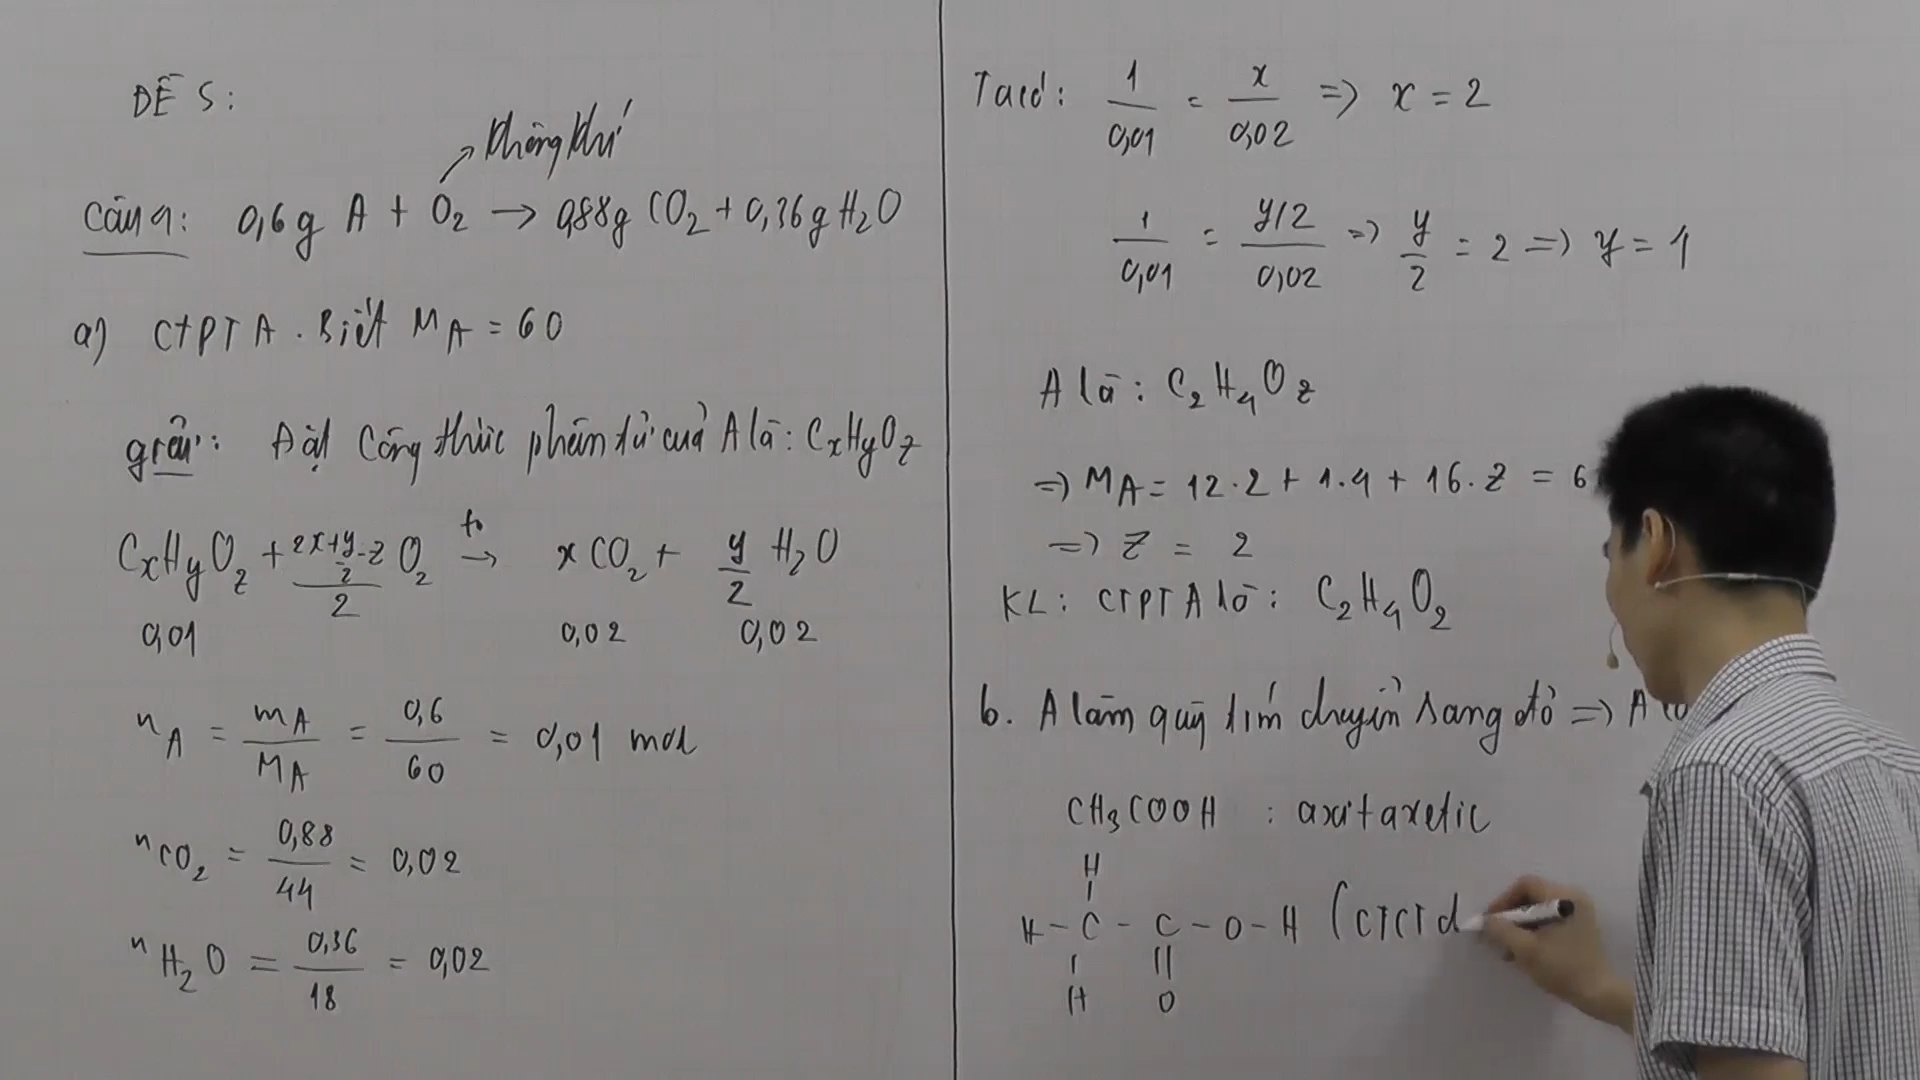 ĐỀ 5:
không khí
Câu 4: 0,6g A + O2 → 0,88g CO2 + 0,36g H2O
a) CTPT A. Biết MA = 60
giải: Đặt Công thức phân tử của A là: CxHyOz
CxHyOz + (2x+y/2-z)/2 O2 →(t0) xCO2 + y/2 H2O
0,01 0,02 0,02
nA = mA/MA = 0,6/60 = 0,01 mol
nCO2 = 0,88/44 = 0,02
nH2O = 0,36/18 = 0,02
Ta có: 1/0,01 = x/0,02 => x = 2
1/0,01 = y/2/0,02 => y/2 = 2 => y = 4
A là: C2H4Oz
=> MA = 12.2 + 1.4 + 16.z = 6
=> z = 2
KL: CTPT A là: C2H4O2
b. A làm quỳ tím chuyển sang đỏ => A
CH3COOH : axit axetic
H
H - C - C - O - H (CTCT đ
H O